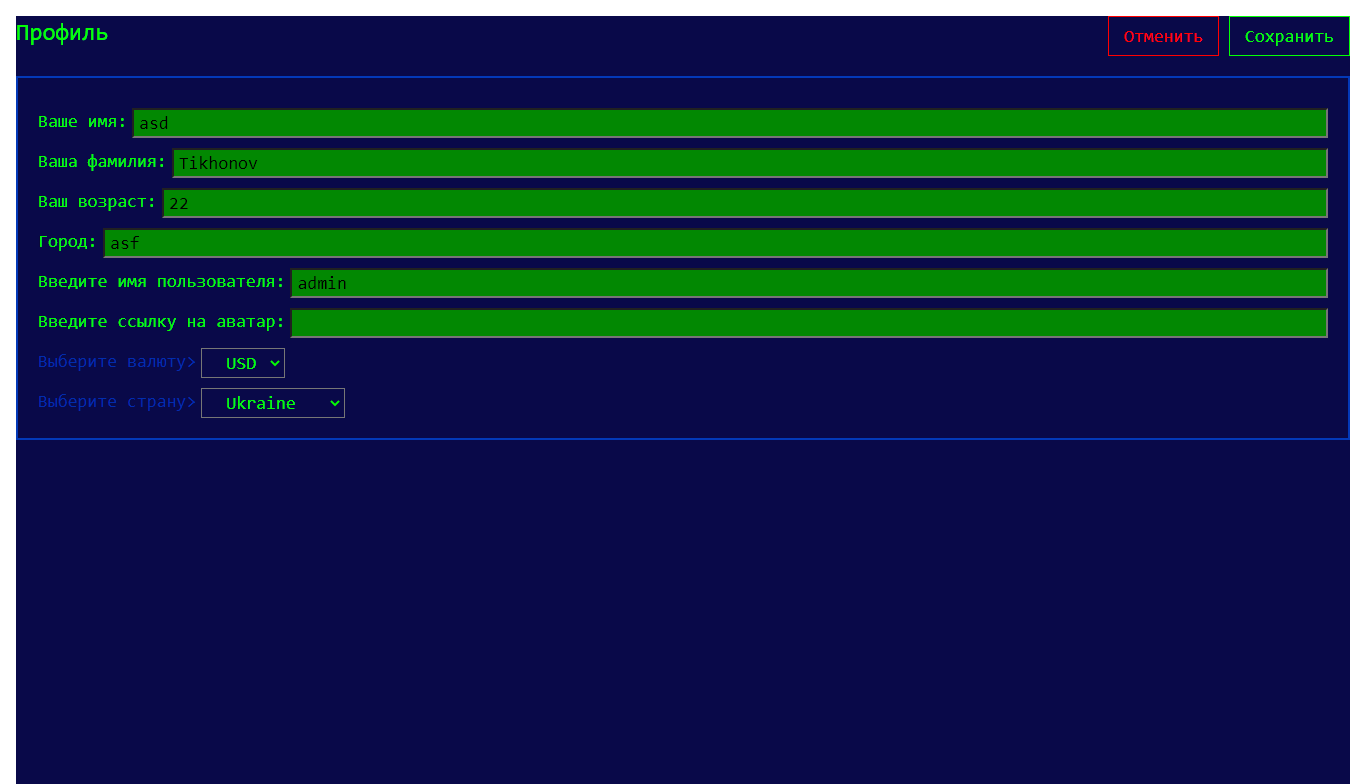 Профиль
Отменить
Сохранить
Ваше имя: asd
Ваша фамилия: Tikhonov
Ваш возраст: 22
Город: asf
Введите имя пользователя: admin
Введите ссылку на аватар:
Выберите валюту> USD
Выберите страну> Ukraine